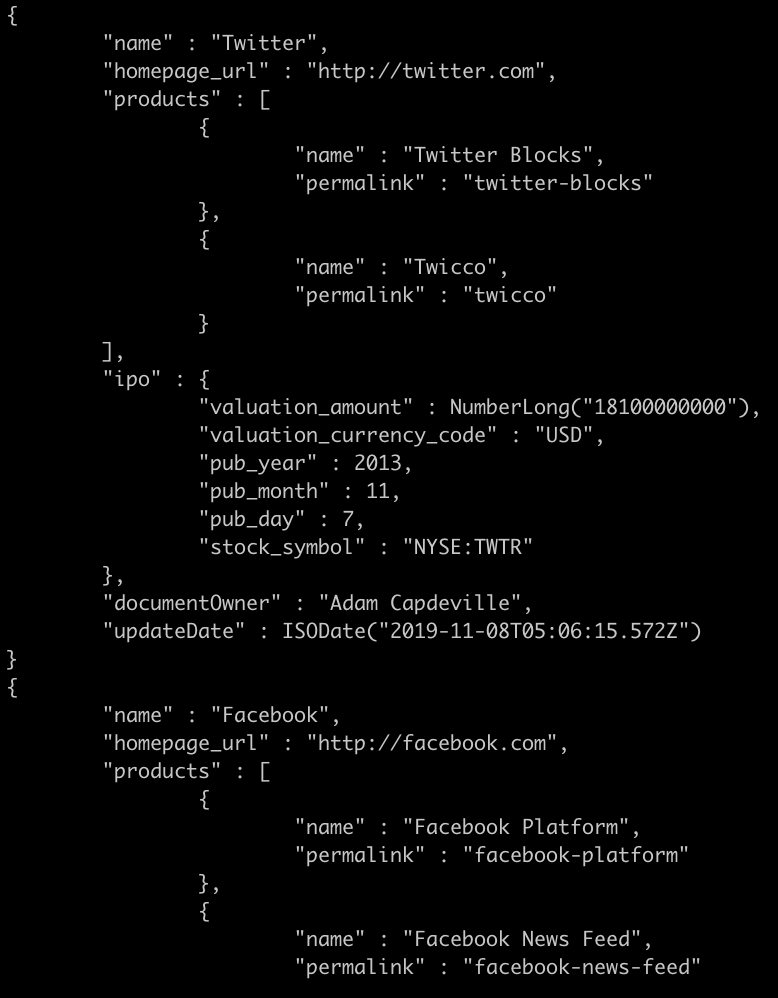 {
"name" : "Twitter",
"homepage_url" : "http://twitter.com",
"products" : [
{
"name" : "Twitter Blocks",
"permalink" : "twitter-blocks"
},
{
"name" : "Twicco",
"permalink" : "twicco"
}
],
"ipo" : {
"valuation_amount" : NumberLong("18100000000"),
"valuation_currency_code" : "USD",
"pub_year" : 2013,
"pub_month" : 11,
"pub_day" : 7,
"stock_symbol" : "NYSE:TWTR"
},
"documentOwner" : "Adam Capdeville",
"updateDate" : ISODate("2019-11-08T05:06:15.572Z")
}
{
"name" : "Facebook",
"homepage_url" : "http://facebook.com",
"products" : [
{
"name" : "Facebook Platform",
"permalink" : "facebook-platform"
},
{
"name" : "Facebook News Feed",
"permalink" : "facebook-news-feed"